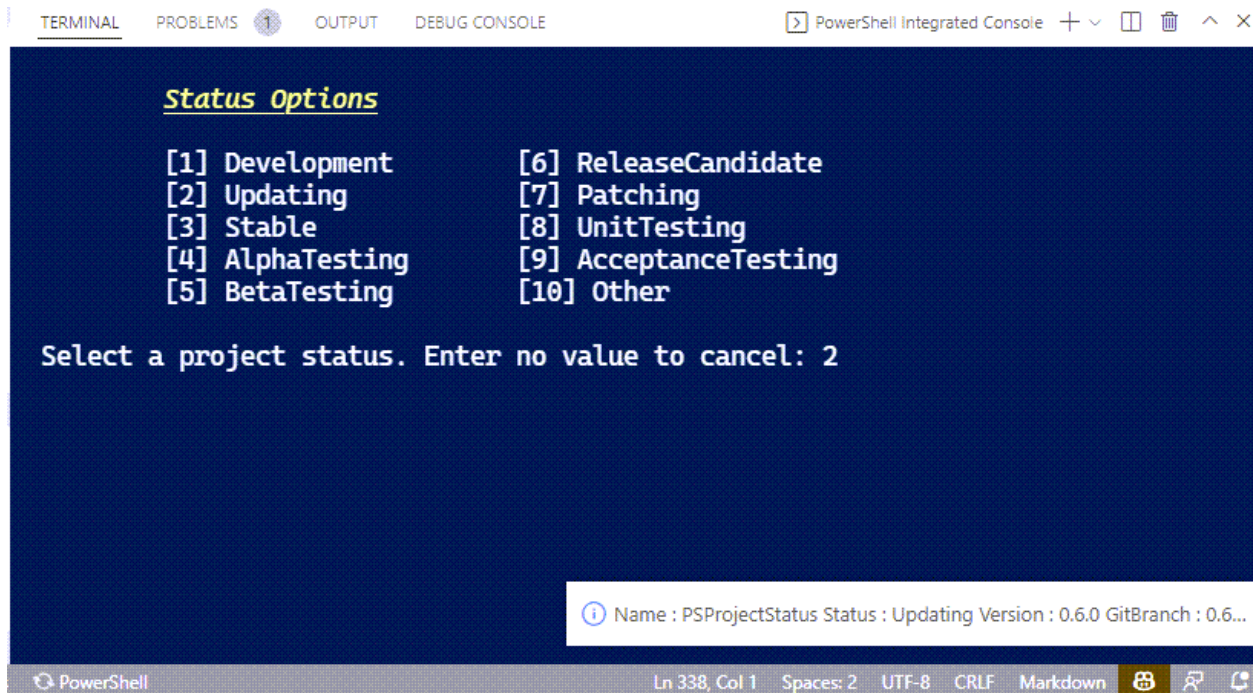 TERMINAL PROBLEMS 1 OUTPUT DEBUG CONSOLE PowerShell Integrated Console
Status Options
[1] Development [6] ReleaseCandidate
[2] Updating [7] Patching
[3] Stable [8] UnitTesting
[4] AlphaTesting [9] AcceptanceTesting
[5] BetaTesting [10] Other
Select a project status. Enter no value to cancel: 2
Name : PSProjectStatus Status : Updating Version : 0.6.0 GitBranch : 0.6...
PowerShell Ln 338, Col 1 Spaces: 2 UTF-8 CRLF Markdown